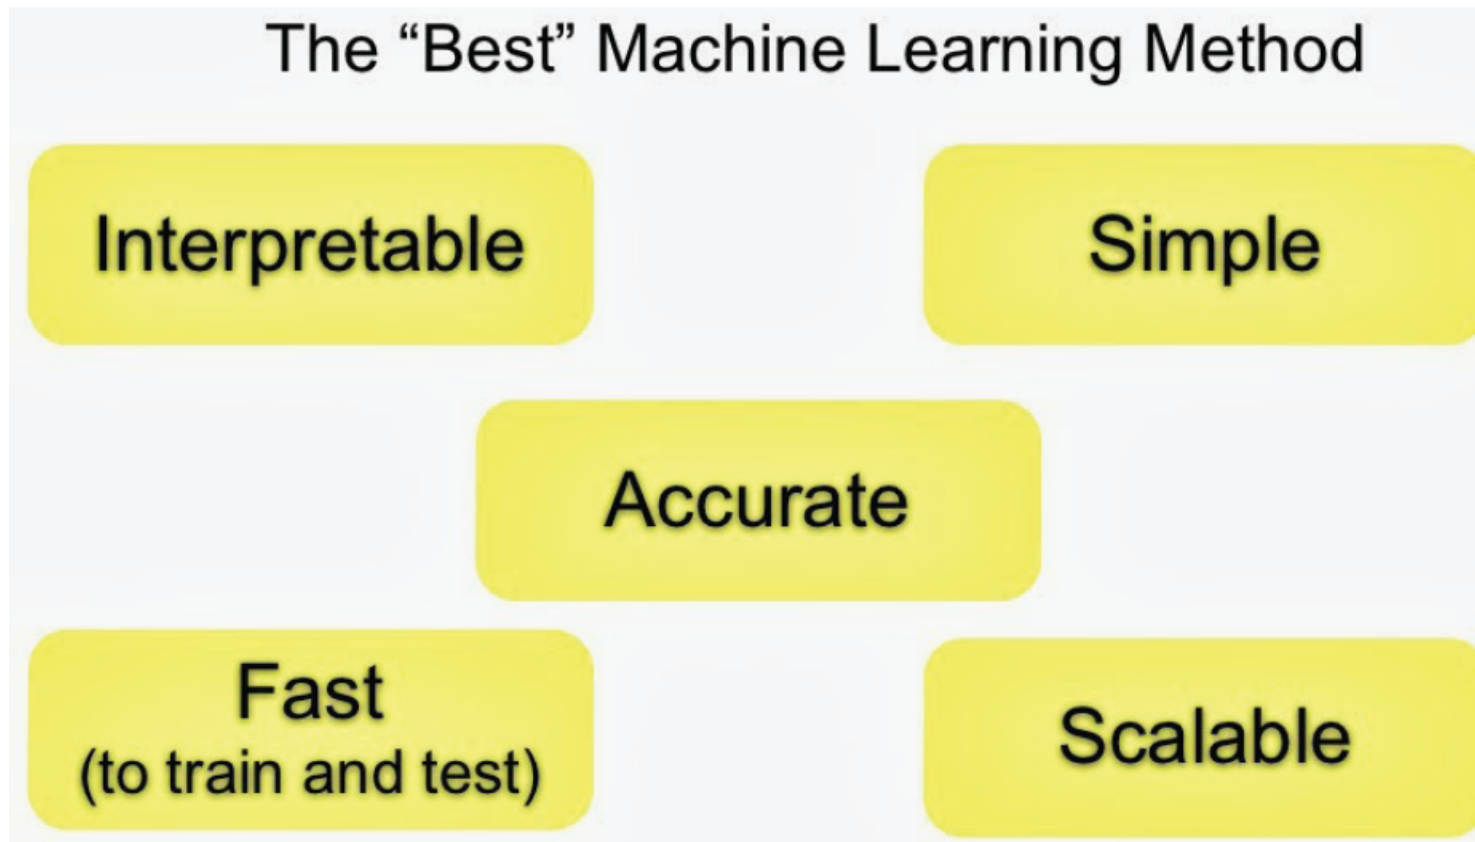 The “Best” Machine Learning Method
Interpretable
Simple
Accurate
Fast
(to train and test)
Scalable